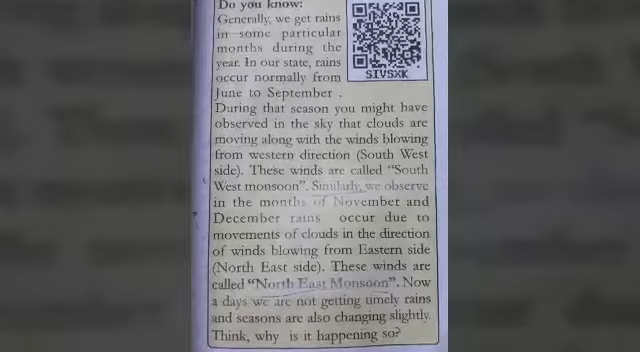 Do you know:
Generally, we get rains
in some particular
months during the
year. In our state, rains
occur normally from
June to September .
SIVSXK
During that season you might have
observed in the sky that clouds are
moving along with the winds blowing
from western direction (South West
side). These winds are called “South
West monsoon”. Similarly, we observe
in the months of November and
December rains occur due to
movements of clouds in the direction
of winds blowing from Eastern side
(North East side). These winds are
called “North East Monsoon”. Now
a days we are not getting timely rains
and seasons are also changing slightly.
Think, why is it happening so?